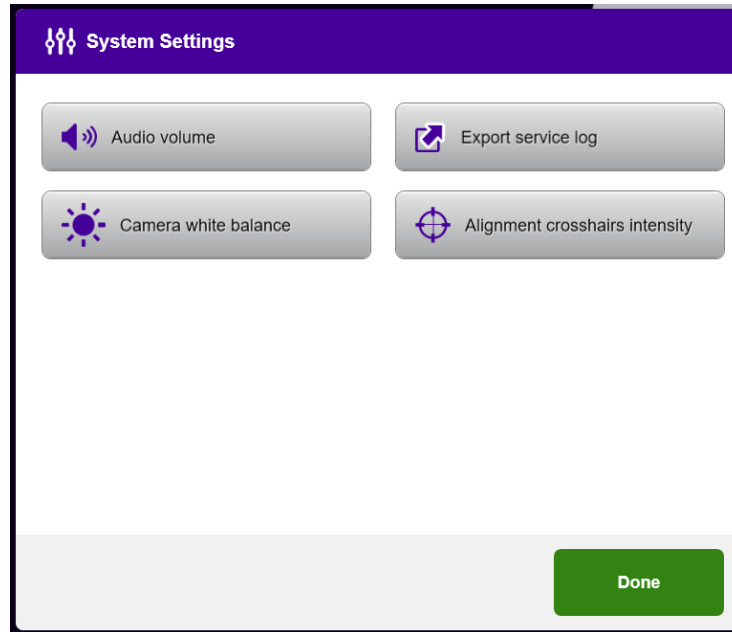 System Settings
Audio volume
Export service log
Camera white balance
Alignment crosshairs intensity
Done